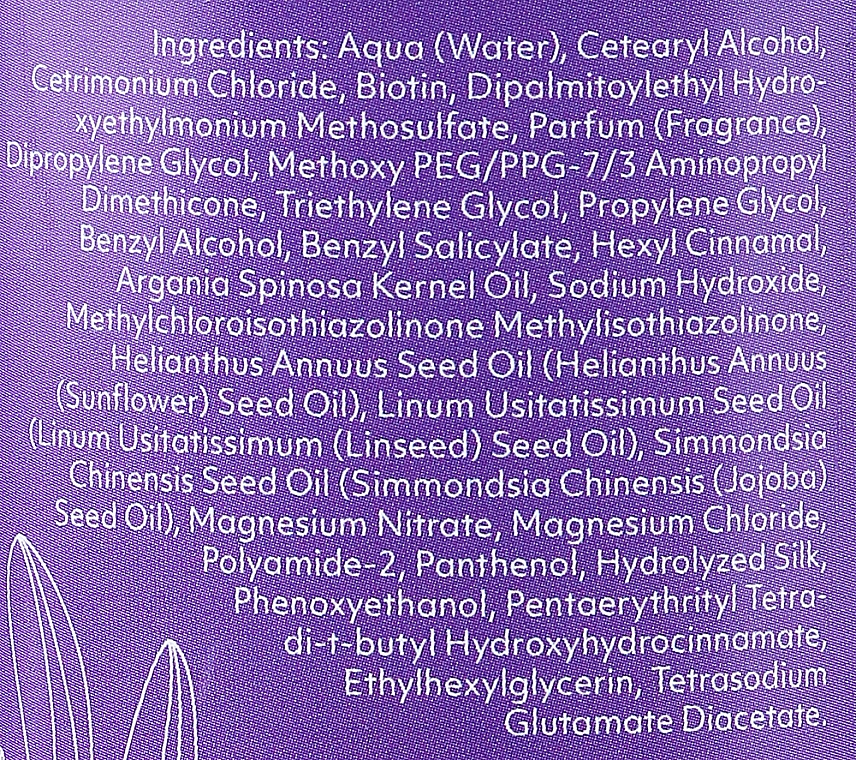 Ingredients: Aqua (Water), Cetearyl Alcohol,
Cetrimonium Chloride, Biotin, Dipalmitoylethyl Hydro-
xyethylmonium Methosulfate, Parfum (Fragrance),
Dipropylene Glycol, Methoxy PEG/PPG-7/3 Aminopropyl
Dimethicone, Triethylene Glycol, Propylene Glycol,
Benzyl Alcohol, Benzyl Salicylate, Hexyl Cinnamal,
Argania Spinosa Kernel Oil, Sodium Hydroxide,
Methylchloroisothiazolinone Methylisothiazolinone,
Helianthus Annuus Seed Oil (Helianthus Annuus
(Sunflower) Seed Oil), Linum Usitatissimum Seed Oil
(Linum Usitatissimum (Linseed) Seed Oil), Simmondsia
Chinensis Seed Oil (Simmondsia Chinensis (Jojoba)
Seed Oil), Magnesium Nitrate, Magnesium Chloride,
Polyamide-2, Panthenol, Hydrolyzed Silk,
Phenoxyethanol, Pentaerythrityl Tetra-
di-t-butyl Hydroxyhydrocinnamate,
Ethylhexylglycerin, Tetrasodium
Glutamate Diacetate.